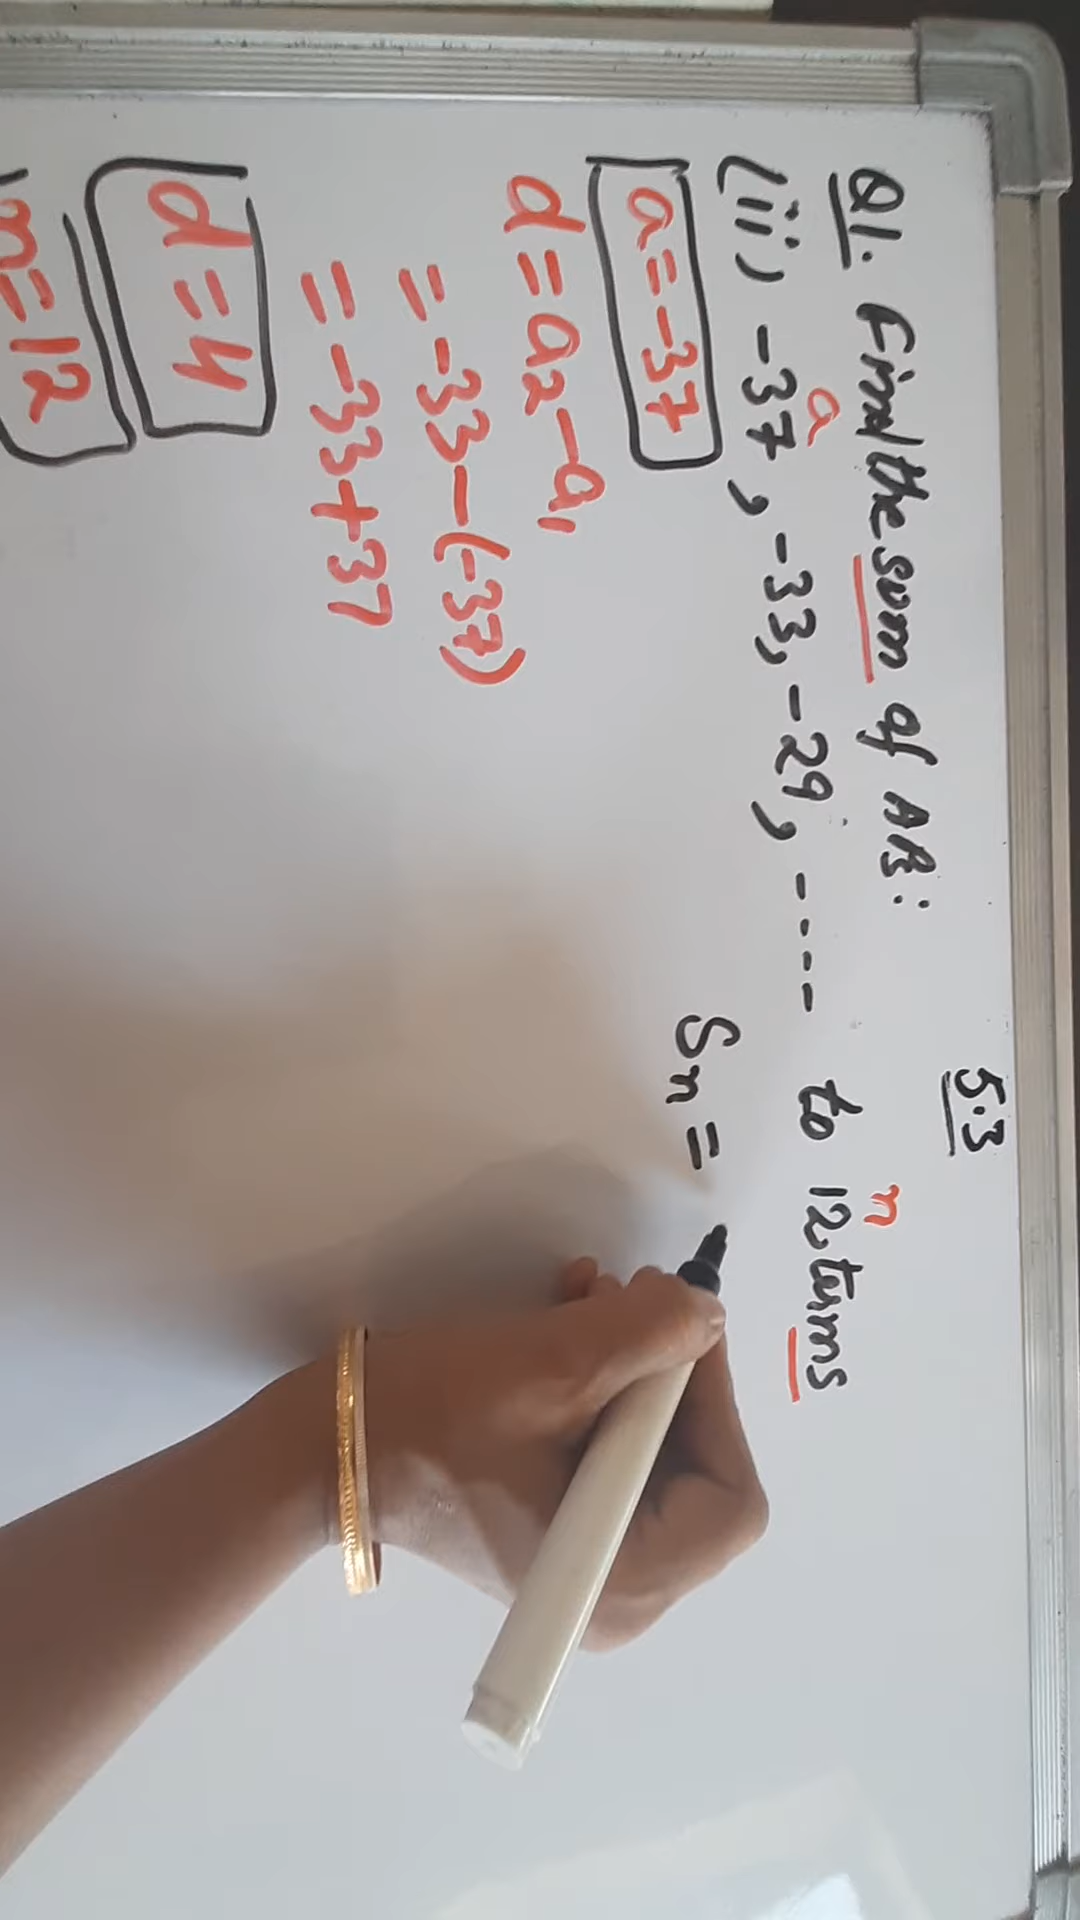 5.3
Q1. Find the sum of APs:
(ii) -37, -33, -29, ---- to 12 terms
a
n
a = -37
d = a2 - a1
= -33 - (-37)
= -33 + 37
d = 4
n = 12
Sn =